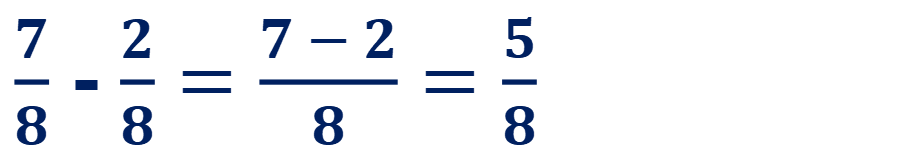 7/8 - 2/8 = (7 – 2)/8 = 5/8